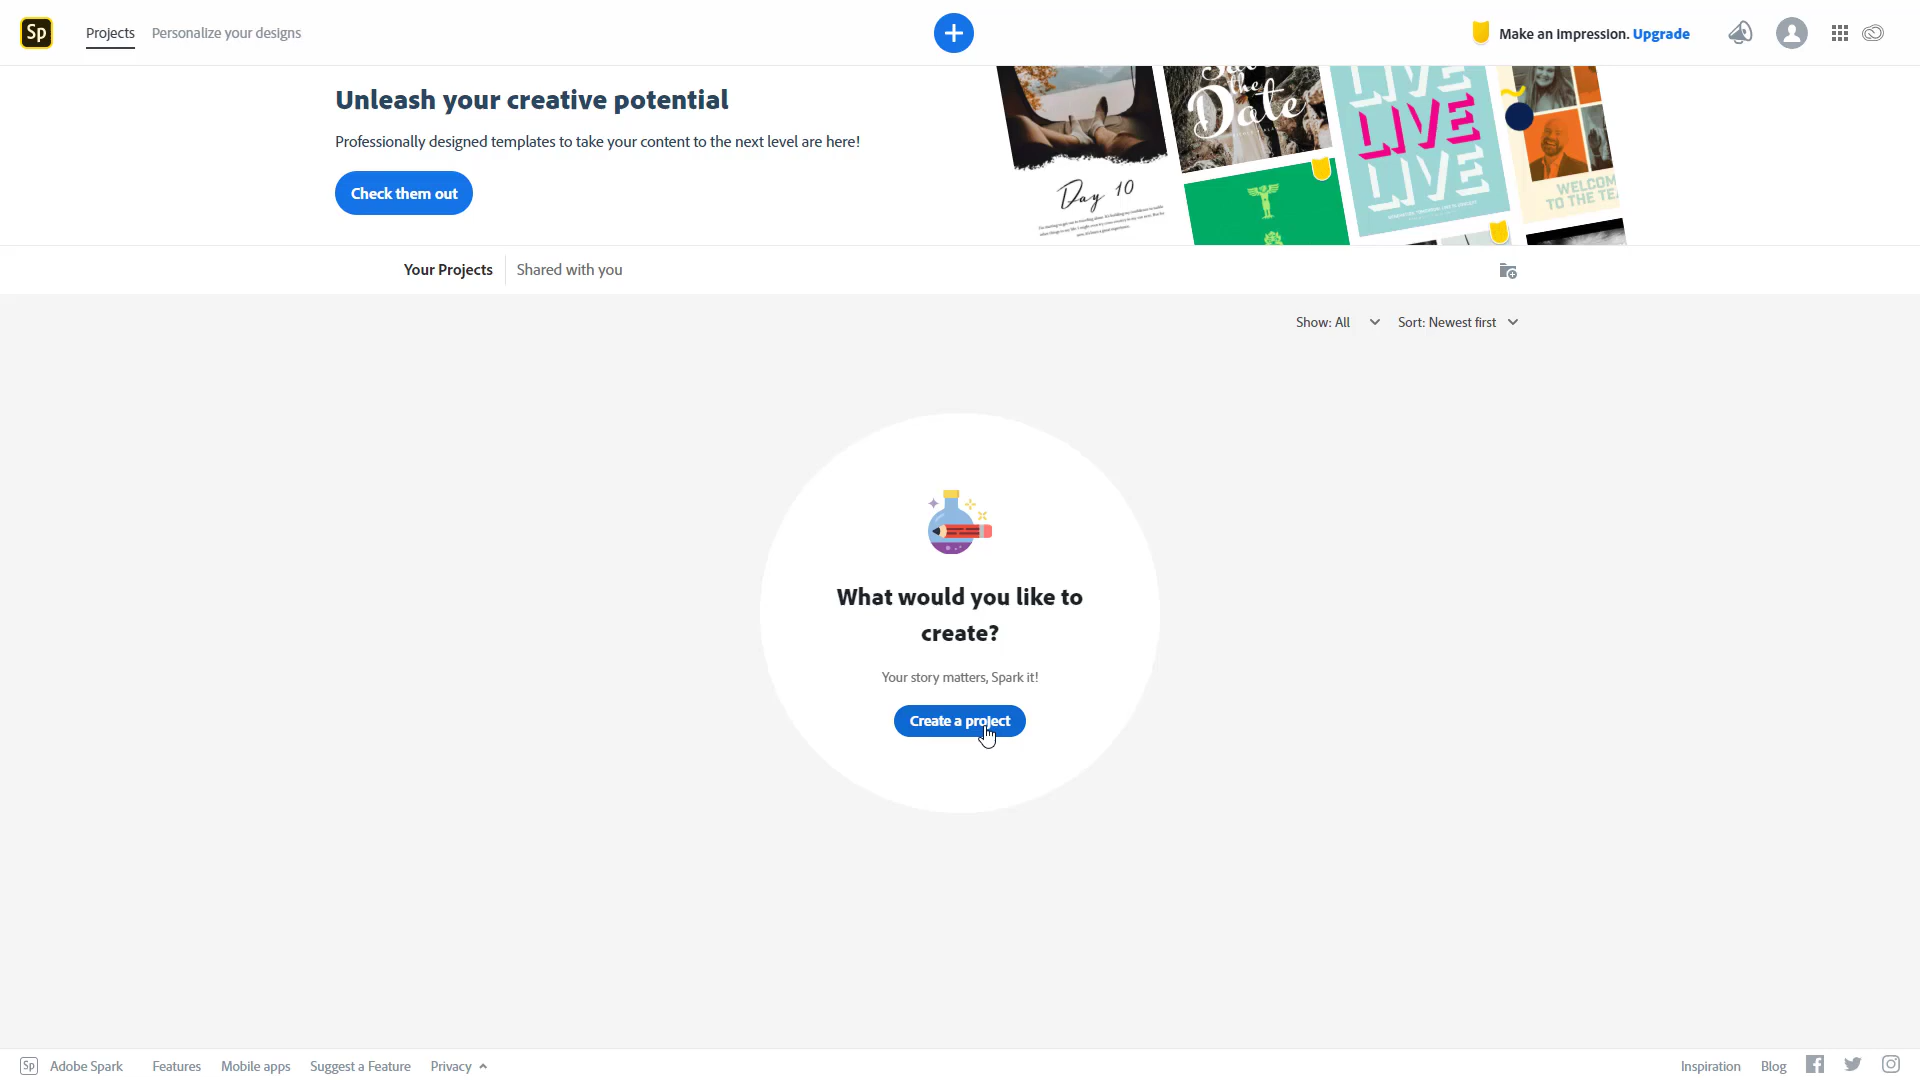 Sp
Projects
Personalize your designs
Make an impression. Upgrade
Unleash your creative potential
Professionally designed templates to take your content to the next level are here!
Check them out
the
Date
Day 10
LIVE
LIVE
LIVE
WELCOM
TO THE TEA
Your Projects
Shared with you
Show: All
Sort: Newest first
What would you like to
create?
Your story matters, Spark it!
Create a project
Sp
Adobe Spark
Features
Mobile apps
Suggest a Feature
Privacy
Inspiration
Blog